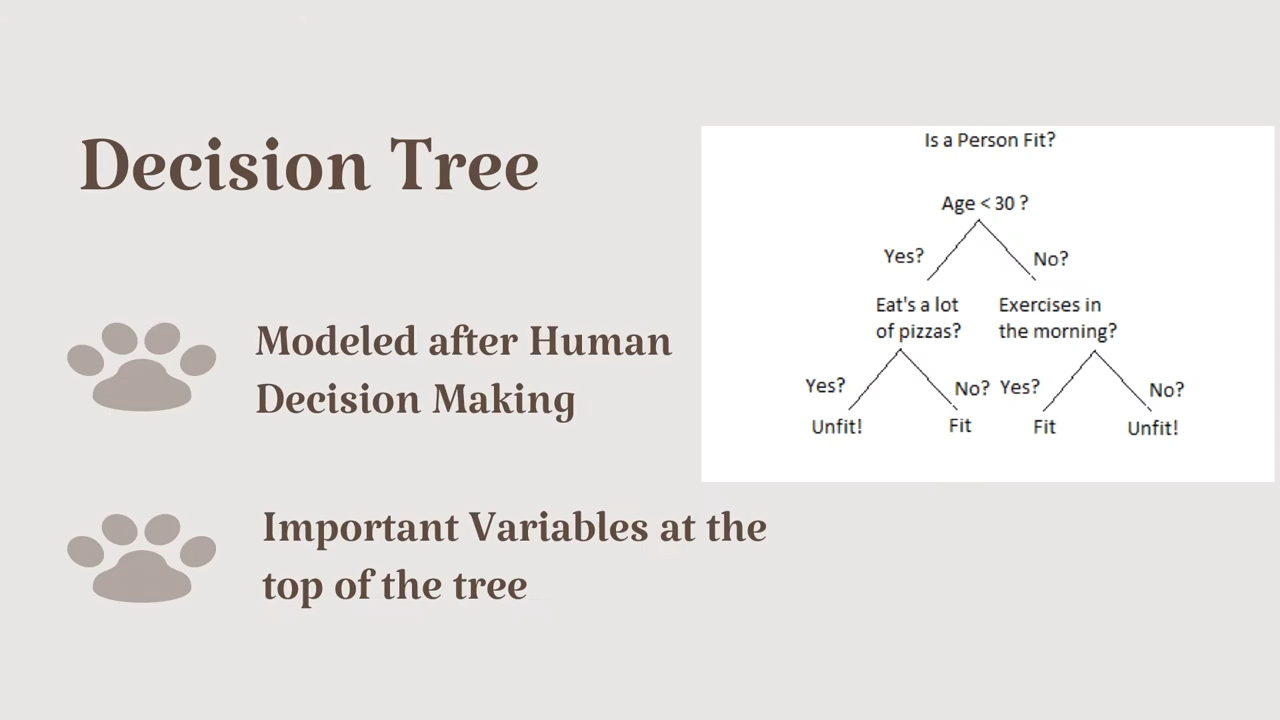 Decision Tree
Modeled after Human
Decision Making
Important Variables at the
top of the tree
Is a Person Fit?
Age < 30 ?
Yes?
No?
Eat's a lot
of pizzas?
Exercises in
the morning?
Yes?
No?
Yes?
No?
Unfit!
Fit
Fit
Unfit!